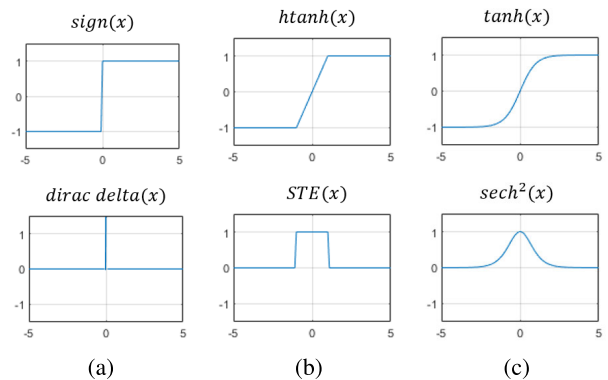 sign(x) htanh(x) tanh(x)
1 1 1
0 0 0
-1 -1 -1
-5 0 5 -5 0 5 -5 0 5
dirac delta(x) STE(x) sech²(x)
1 1 1
0 0 0
-1 -1 -1
-5 0 5 -5 0 5 -5 0 5
(a) (b) (c)